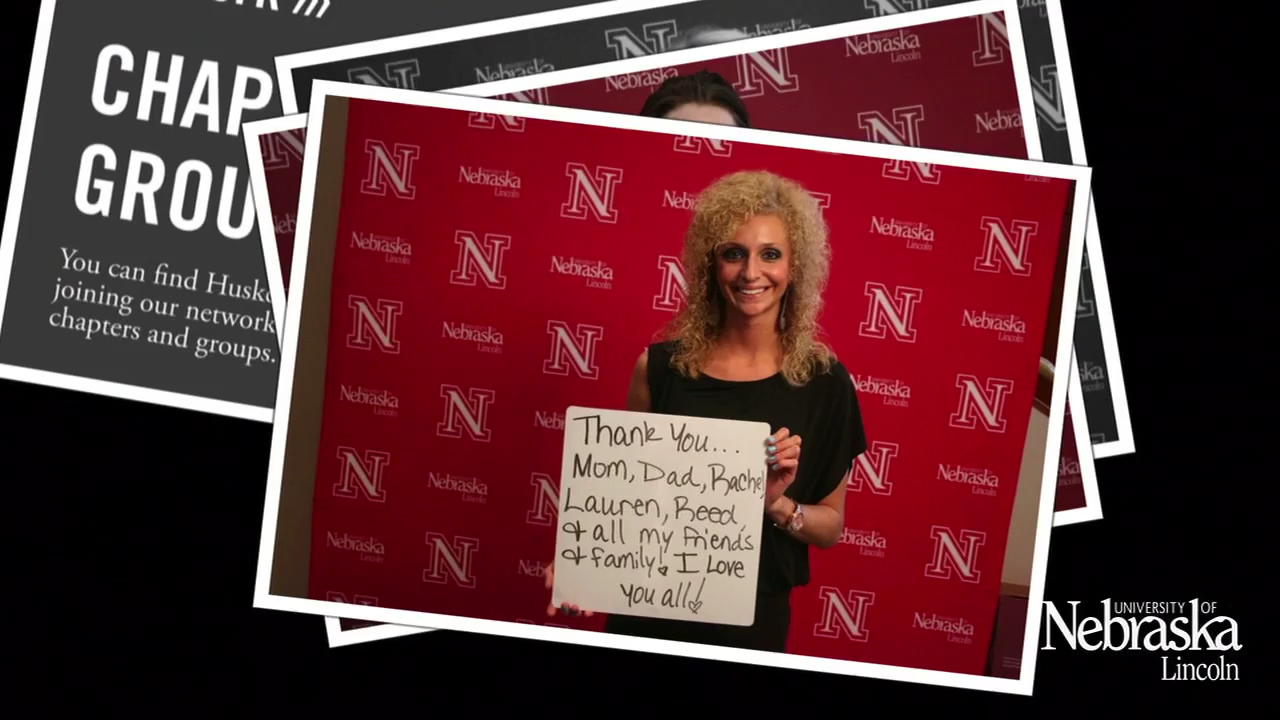 CHAP
GROU
You can find Husk
joining our network
chapters and groups.
Thank You...
Mom, Dad, Rachel,
Lauren, Reed,
& all my friends
& family! I Love
you all!
N
Nebraska
Lincoln
UNIVERSITY OF
Nebraska
Lincoln